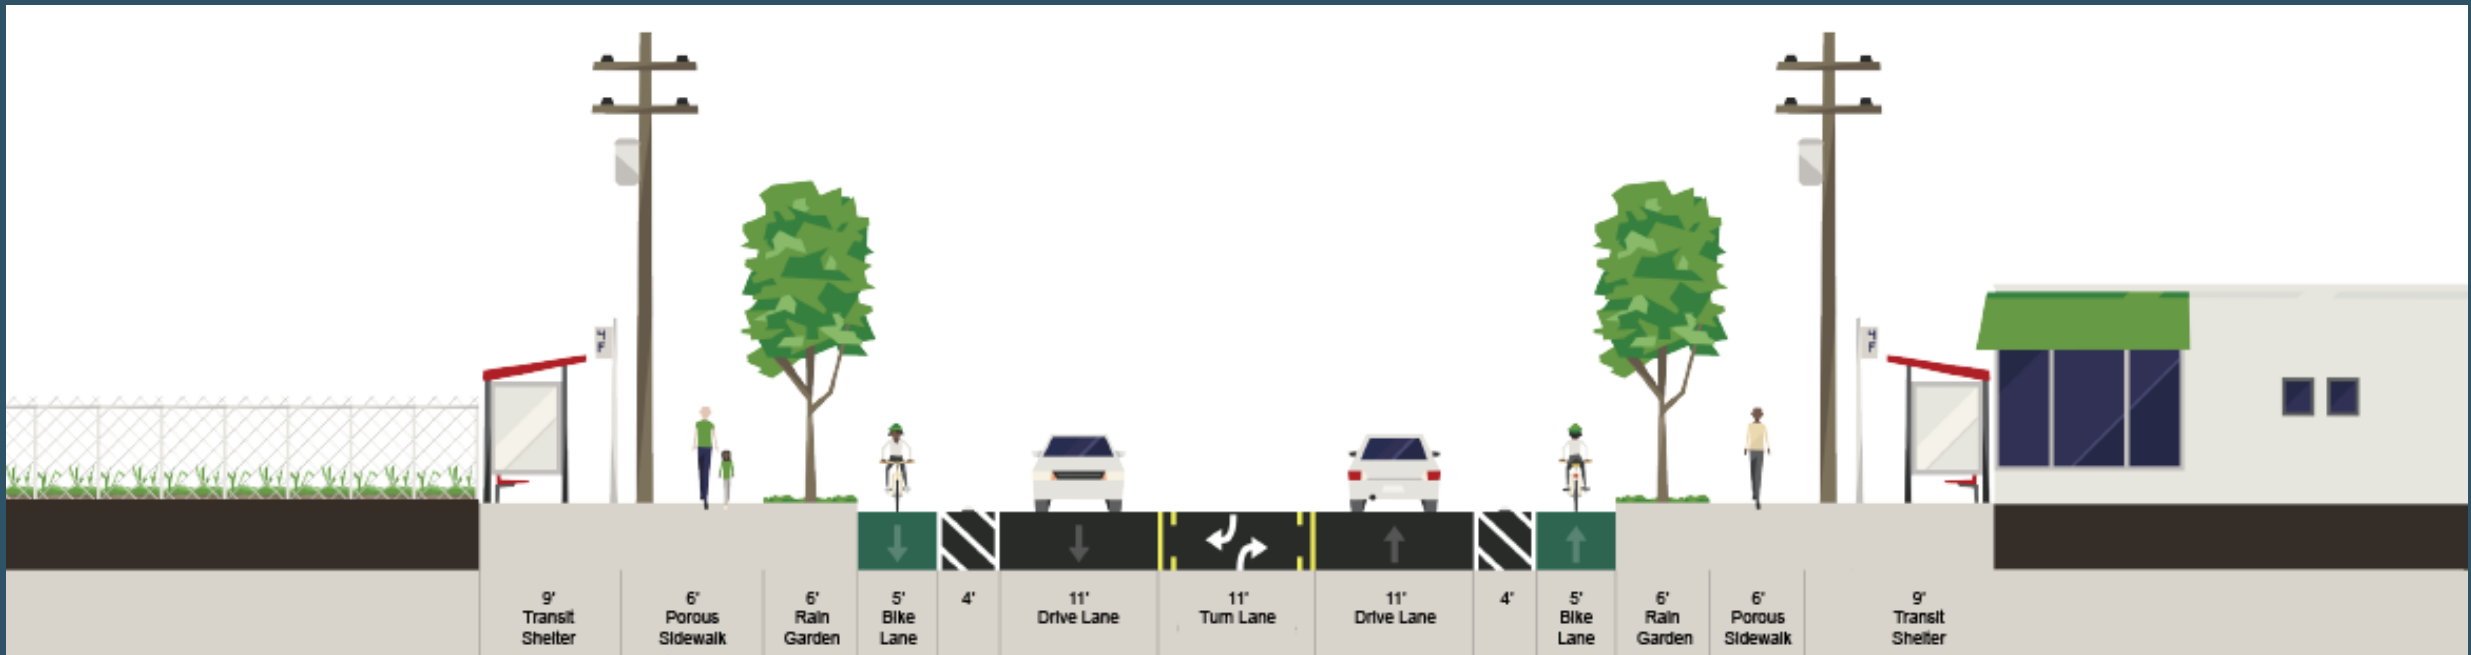 9'
Transit
Shelter
6'
Porous
Sidewalk
6'
Rain
Garden
5'
Bike
Lane
4'
11'
Drive Lane
11'
Turn Lane
11'
Drive Lane
4'
5'
Bike
Lane
6'
Rain
Garden
6'
Porous
Sidewalk
9'
Transit
Shelter